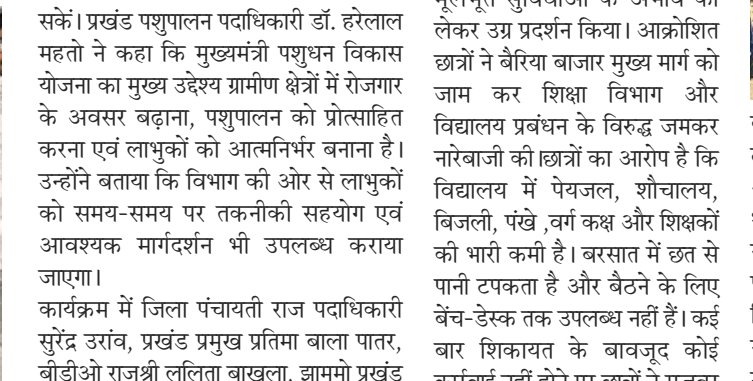 सकें। प्रखंड पशुपालन पदाधिकारी डॉ. हरेलाल
महतो ने कहा कि मुख्यमंत्री पशुधन विकास
योजना का मुख्य उद्देश्य ग्रामीण क्षेत्रों में रोजगार
के अवसर बढ़ाना, पशुपालन को प्रोत्साहित
करना एवं लाभुकों को आत्मनिर्भर बनाना है।
उन्होंने बताया कि विभाग की ओर से लाभुकों
को समय-समय पर तकनीकी सहयोग एवं
आवश्यक मार्गदर्शन भी उपलब्ध कराया
जाएगा।
कार्यक्रम में जिला पंचायती राज पदाधिकारी
सुरेंद्र उरांव, प्रखंड प्रमुख प्रतिमा बाला पातर,
बीडीओ राजश्री ललिता बाखला, झामुमो प्रखंड
लेकर उग्र प्रदर्शन किया। आक्रोशित
छात्रों ने बैरिया बाजार मुख्य मार्ग को
जाम कर शिक्षा विभाग और
विद्यालय प्रबंधन के विरुद्ध जमकर
नारेबाजी की।छात्रों का आरोप है कि
विद्यालय में पेयजल, शौचालय,
बिजली, पंखे ,वर्ग कक्ष और शिक्षकों
की भारी कमी है। बरसात में छत से
पानी टपकता है और बैठने के लिए
बेंच-डेस्क तक उपलब्ध नहीं हैं। कई
बार शिकायत के बावजूद कोई